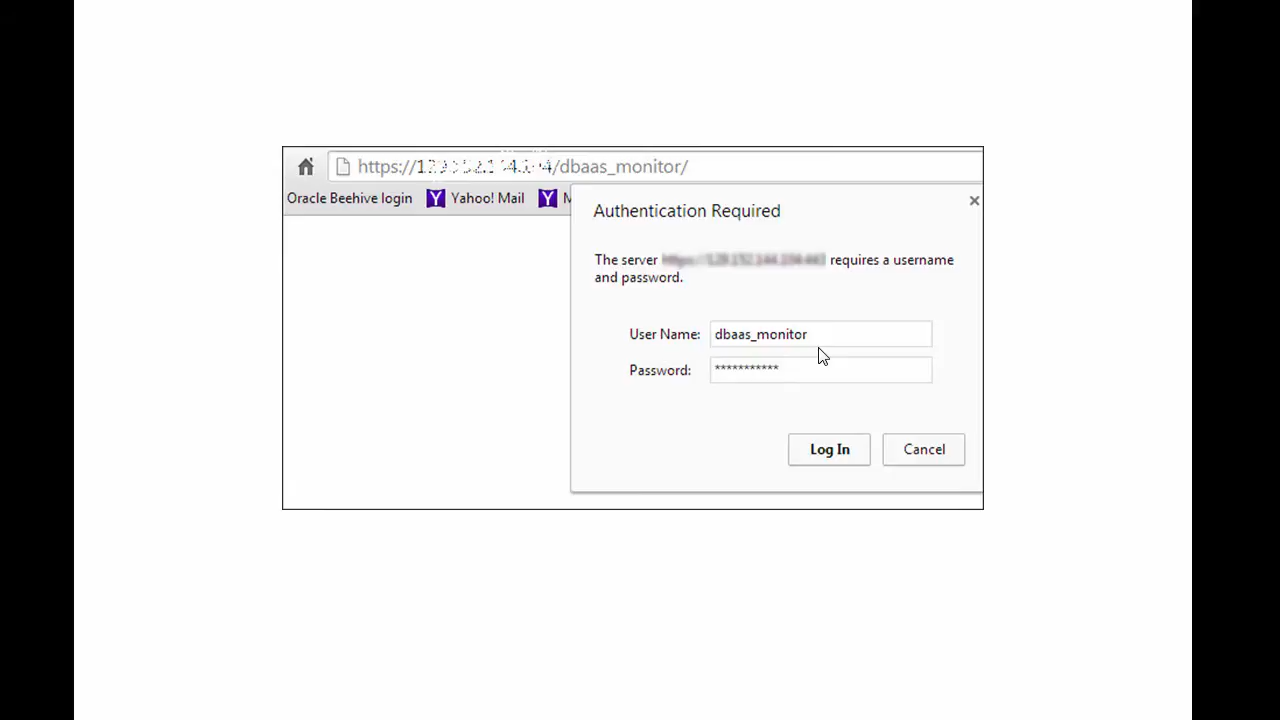 https://    /dbaas_monitor/
Oracle Beehive login Yahoo! Mail M
Authentication Required
The server requires a username
and password.
User Name: dbaas_monitor
Password: ***********
Log In Cancel